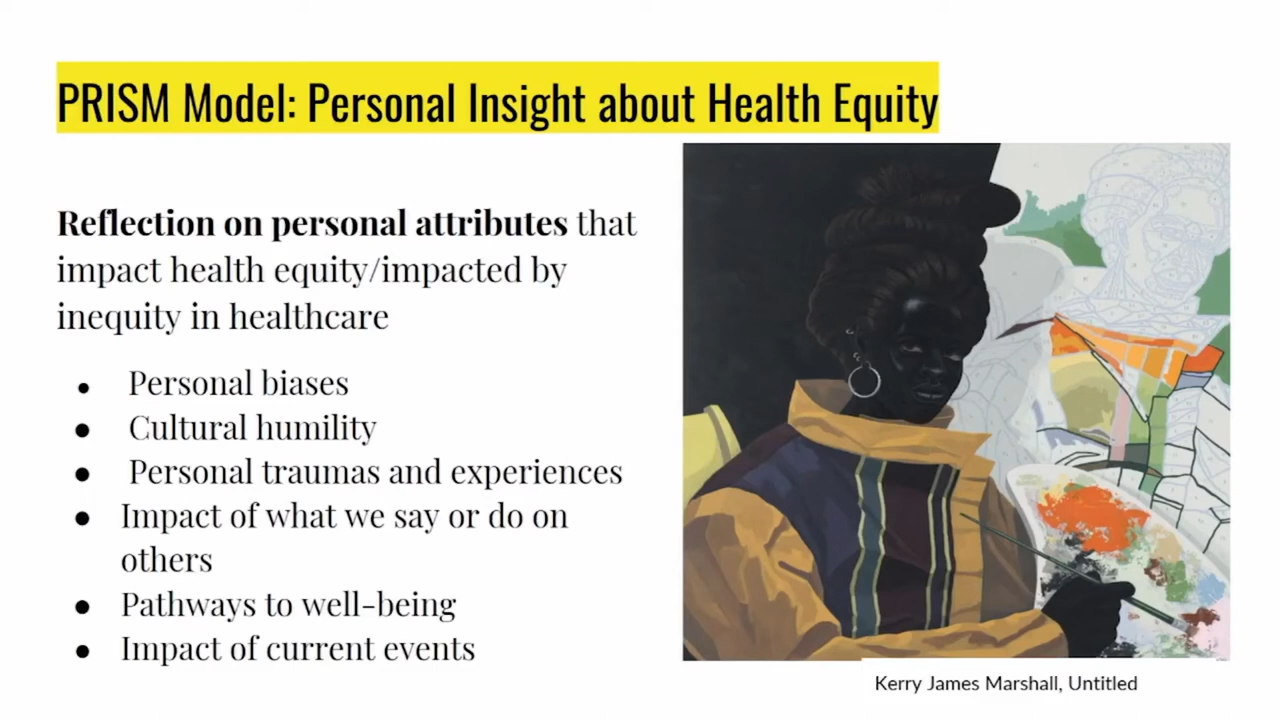 PRISM Model: Personal Insight about Health Equity
Reflection on personal attributes that
impact health equity/impacted by
inequity in healthcare
● Personal biases
● Cultural humility
● Personal traumas and experiences
● Impact of what we say or do on
others
● Pathways to well-being
● Impact of current events
Kerry James Marshall, Untitled